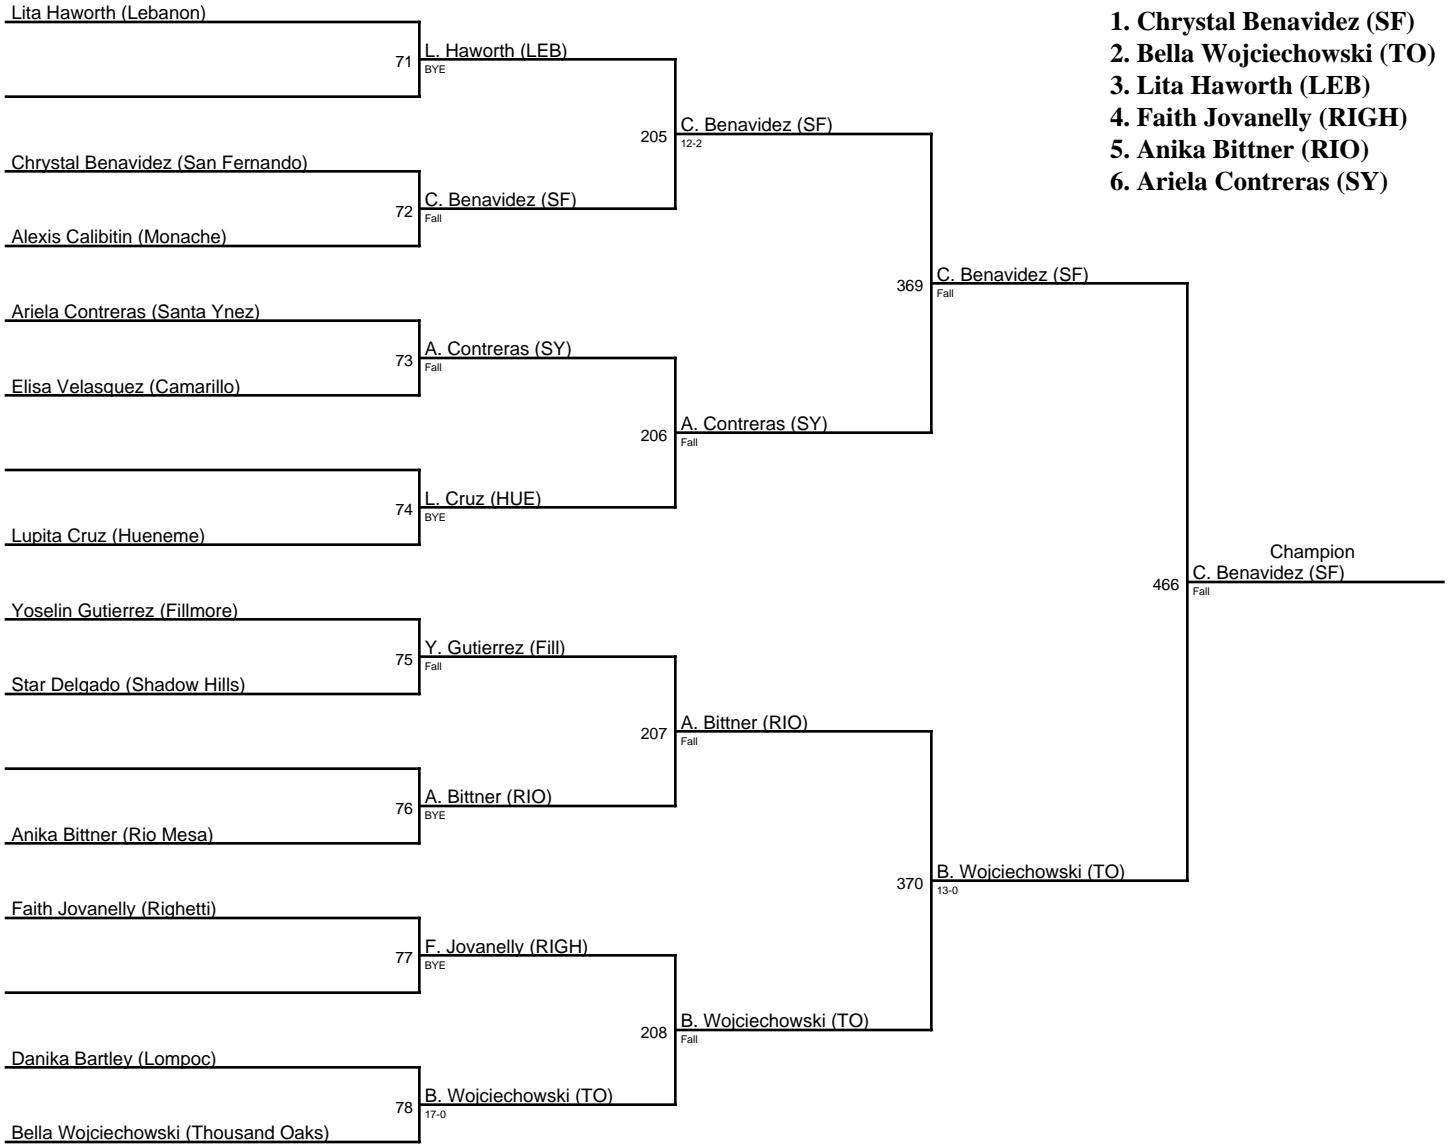 Lita Haworth (Lebanon)
71
L. Haworth (LEB)
BYE
Chrystal Benavidez (San Fernando)
72
C. Benavidez (SF)
Fall
Alexis Calibitin (Monache)
205
C. Benavidez (SF)
12-2
Ariela Contreras (Santa Ynez)
73
A. Contreras (SY)
Fall
Elisa Velasquez (Camarillo)
74
L. Cruz (HUE)
BYE
Lupita Cruz (Hueneme)
206
A. Contreras (SY)
Fall
369
C. Benavidez (SF)
Fall
Yoselin Gutierrez (Fillmore)
75
Y. Gutierrez (Fill)
Fall
Star Delgado (Shadow Hills)
76
A. Bittner (RIO)
BYE
Anika Bittner (Rio Mesa)
207
A. Bittner (RIO)
Fall
Faith Jovanelly (Righetti)
77
F. Jovanelly (RIGH)
BYE
Danika Bartley (Lompoc)
78
B. Wojciechowski (TO)
17-0
Bella Wojciechowski (Thousand Oaks)
208
B. Wojciechowski (TO)
Fall
370
B. Wojciechowski (TO)
13-0
466
Champion
C. Benavidez (SF)
Fall
1. Chrystal Benavidez (SF)
2. Bella Wojciechowski (TO)
3. Lita Haworth (LEB)
4. Faith Jovanelly (RIGH)
5. Anika Bittner (RIO)
6. Ariela Contreras (SY)